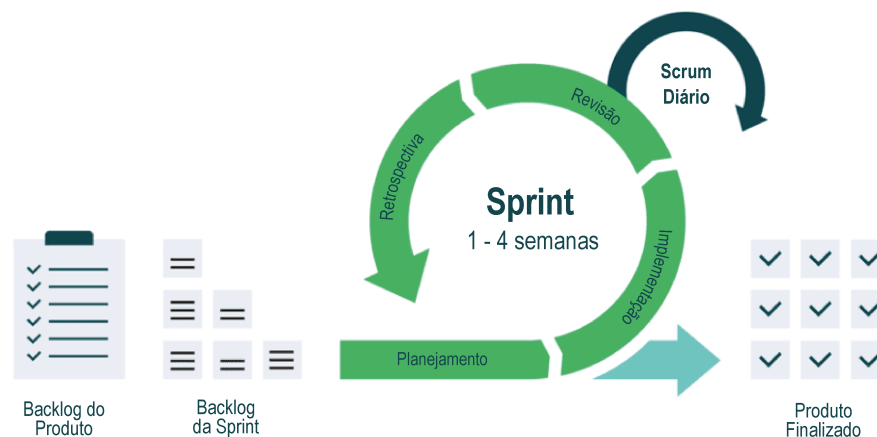 Scrum
Diário
Revisão
Retrospectiva
Sprint
1 - 4 semanas
Implementação
Planejamento
Backlog do
Produto
Backlog
da Sprint
Produto
Finalizado